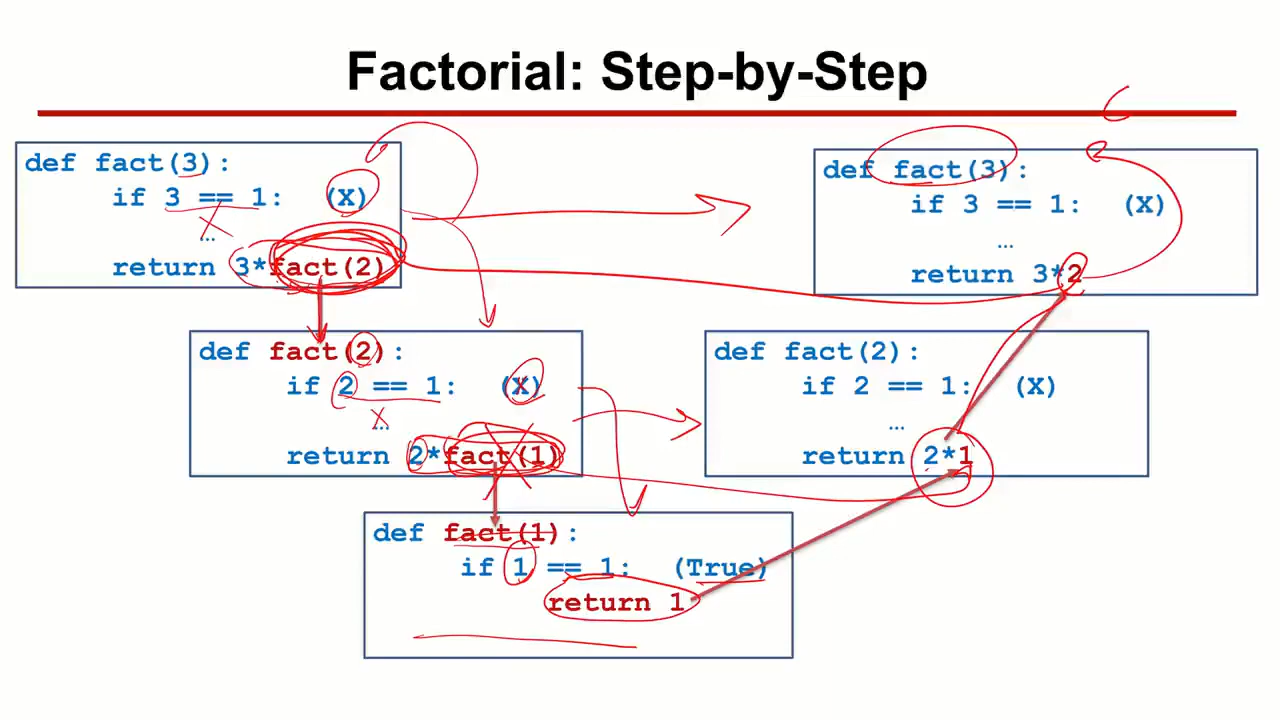 Factorial: Step-by-Step
6
def fact(3):
if 3 == 1: (X)
X
…
return 3*fact(2)
def fact(3):
if 3 == 1: (X)
…
return 3*2
def fact(2):
if 2 == 1: (X)
X
…
return 2*fact(1)
def fact(2):
if 2 == 1: (X)
…
return 2*1
def fact(1):
if 1 == 1: (True)
return 1